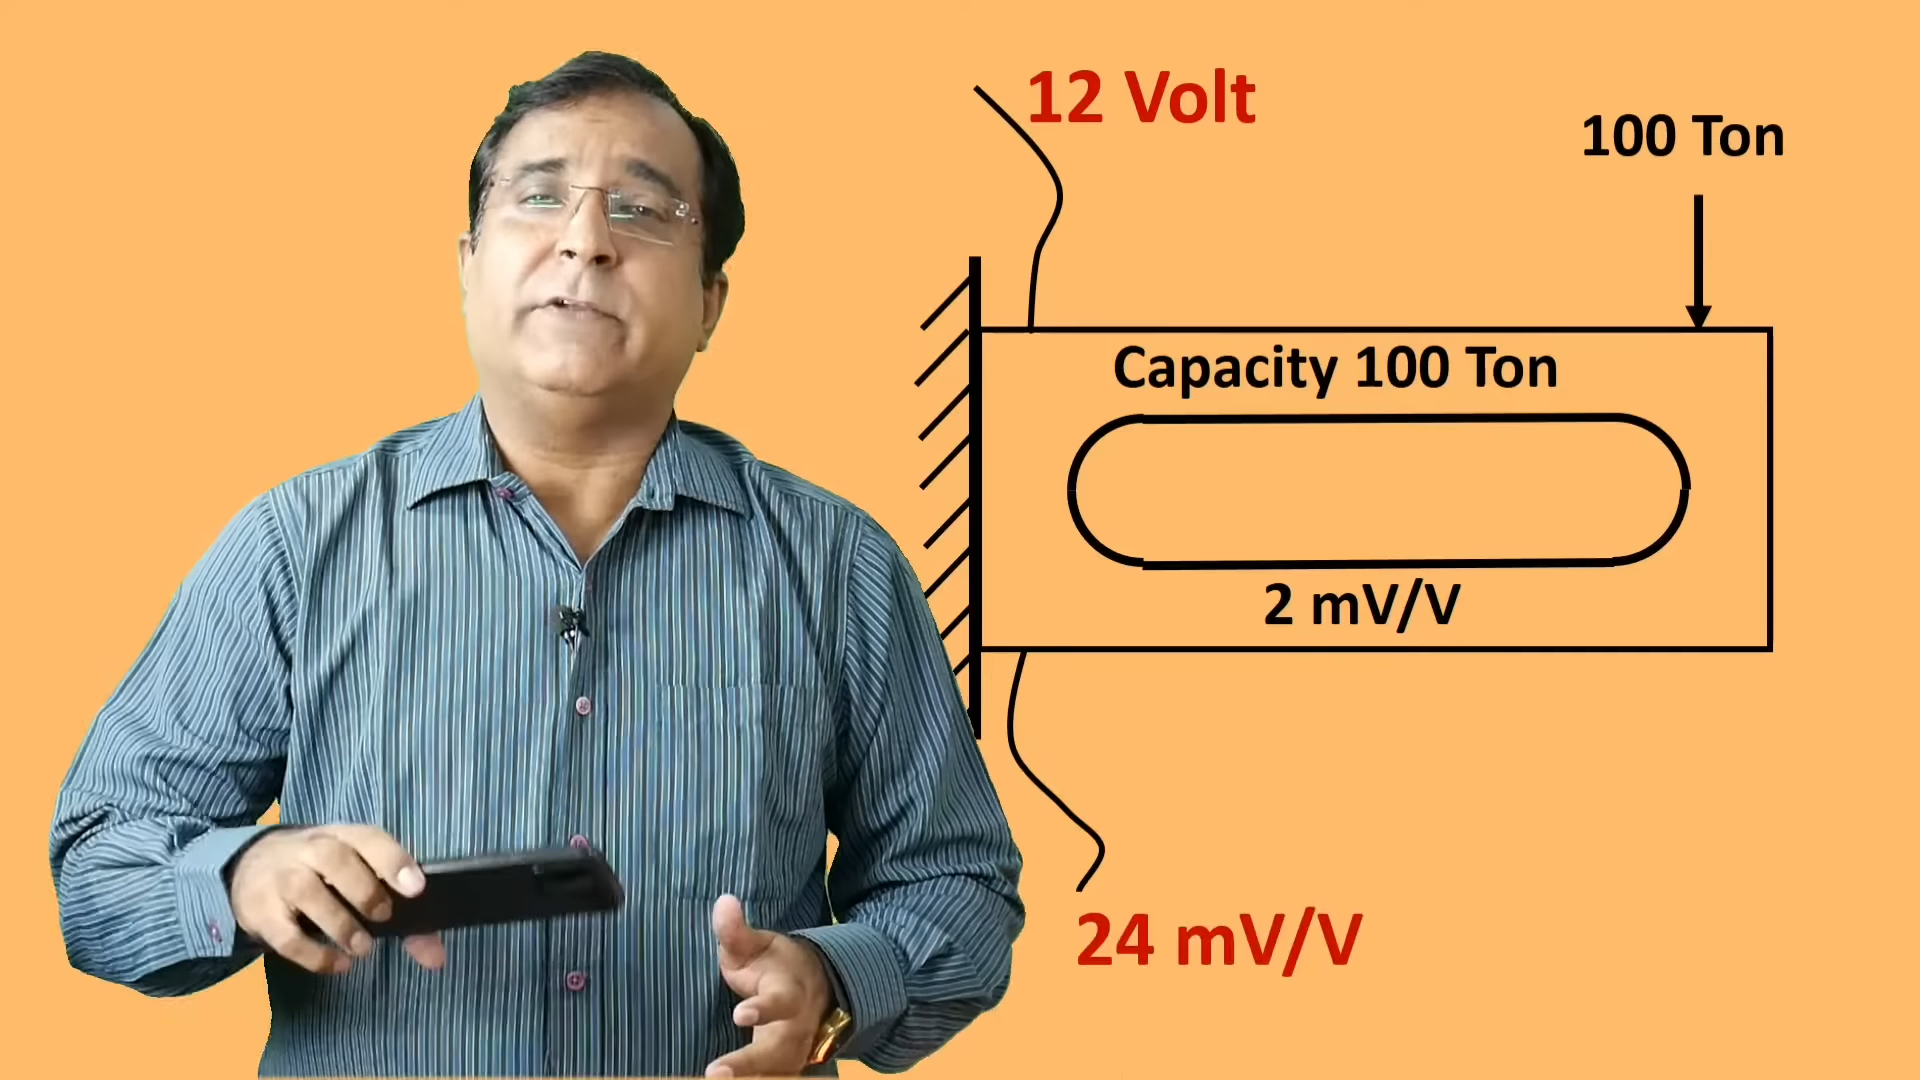 12 Volt
100 Ton
Capacity 100 Ton
2 mV/V
24 mV/V